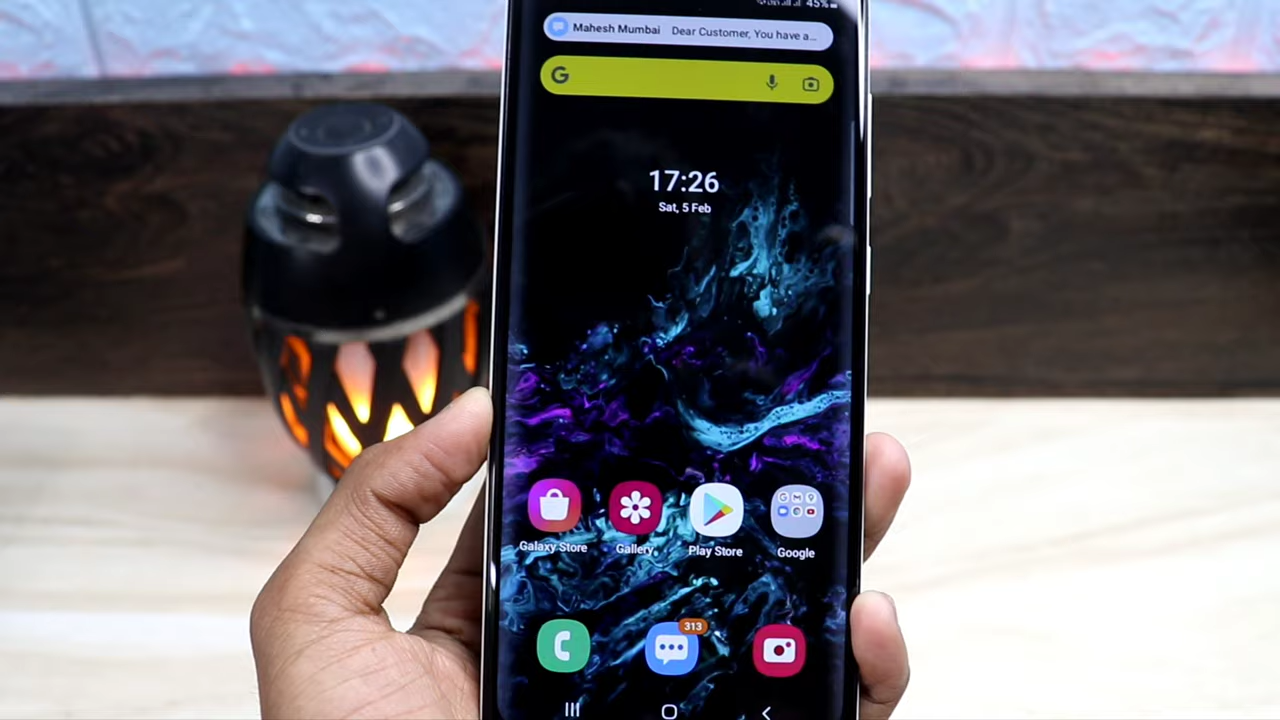 45%
Mahesh Mumbai Dear Customer, You have a...
G
17:26
Sat, 5 Feb
Galaxy Store Gallery Play Store Google
313